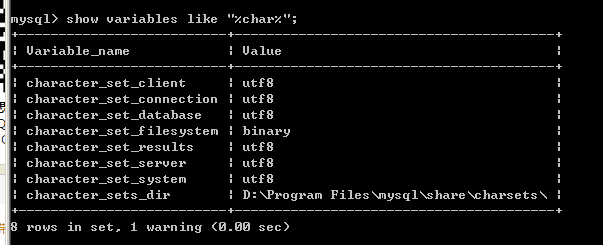 mysql> show variables like "%char%";
+--------------------------+-------------------------------------+
| Variable_name            | Value                               |
+--------------------------+-------------------------------------+
| character_set_client     | utf8                                |
| character_set_connection | utf8                                |
| character_set_database   | utf8                                |
| character_set_filesystem | binary                              |
| character_set_results    | utf8                                |
| character_set_server     | utf8                                |
| character_set_system     | utf8                                |
| character_sets_dir       | D:\Program Files\mysql\share\charsets\ |
+--------------------------+-------------------------------------+
8 rows in set, 1 warning (0.00 sec)